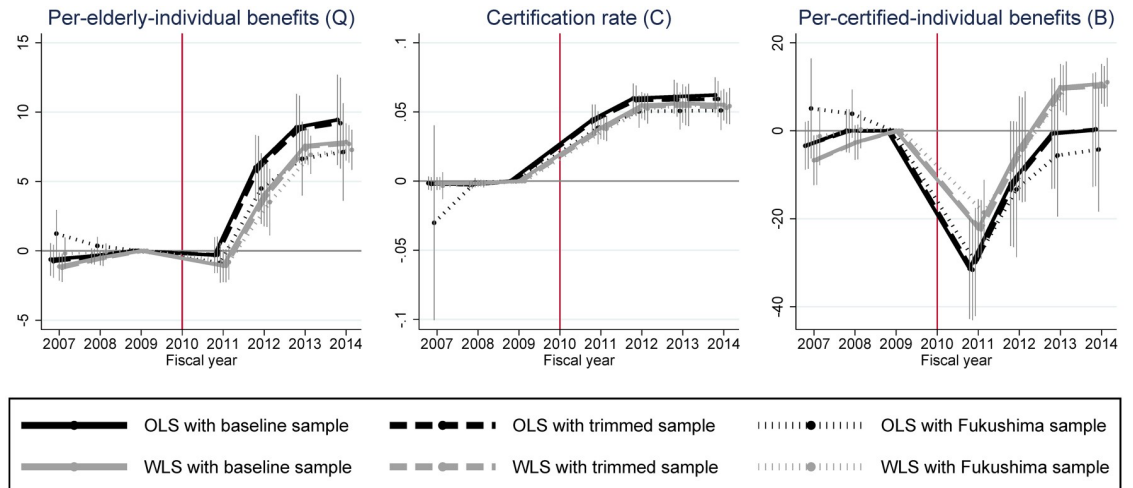 Per-elderly-individual benefits (Q)
15
10
5
0
-5
2007 2008 2009 2010 2011 2012 2013 2014
Fiscal year
Certification rate (C)
.1
.05
0
-.05
-.1
2007 2008 2009 2010 2011 2012 2013 2014
Fiscal year
Per-certified-individual benefits (B)
20
0
-20
-40
2007 2008 2009 2010 2011 2012 2013 2014
Fiscal year
OLS with baseline sample
OLS with trimmed sample
OLS with Fukushima sample
WLS with baseline sample
WLS with trimmed sample
WLS with Fukushima sample